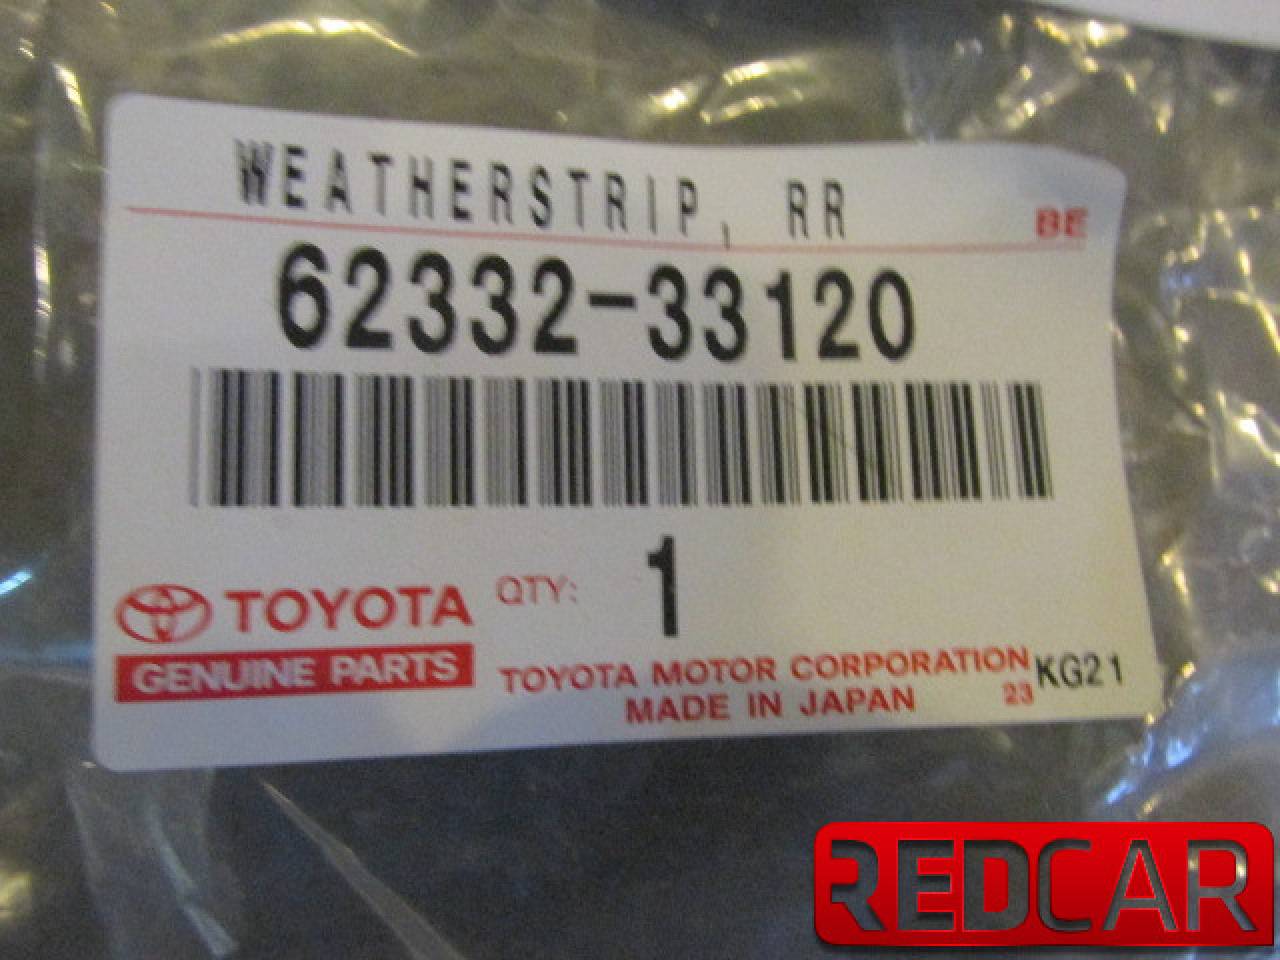 WEATHERSTRIP, RR
BE
62332-33120
QTY: 1
TOYOTA
GENUINE PARTS
TOYOTA MOTOR CORPORATION
MADE IN JAPAN
23
KG21
REDCAR